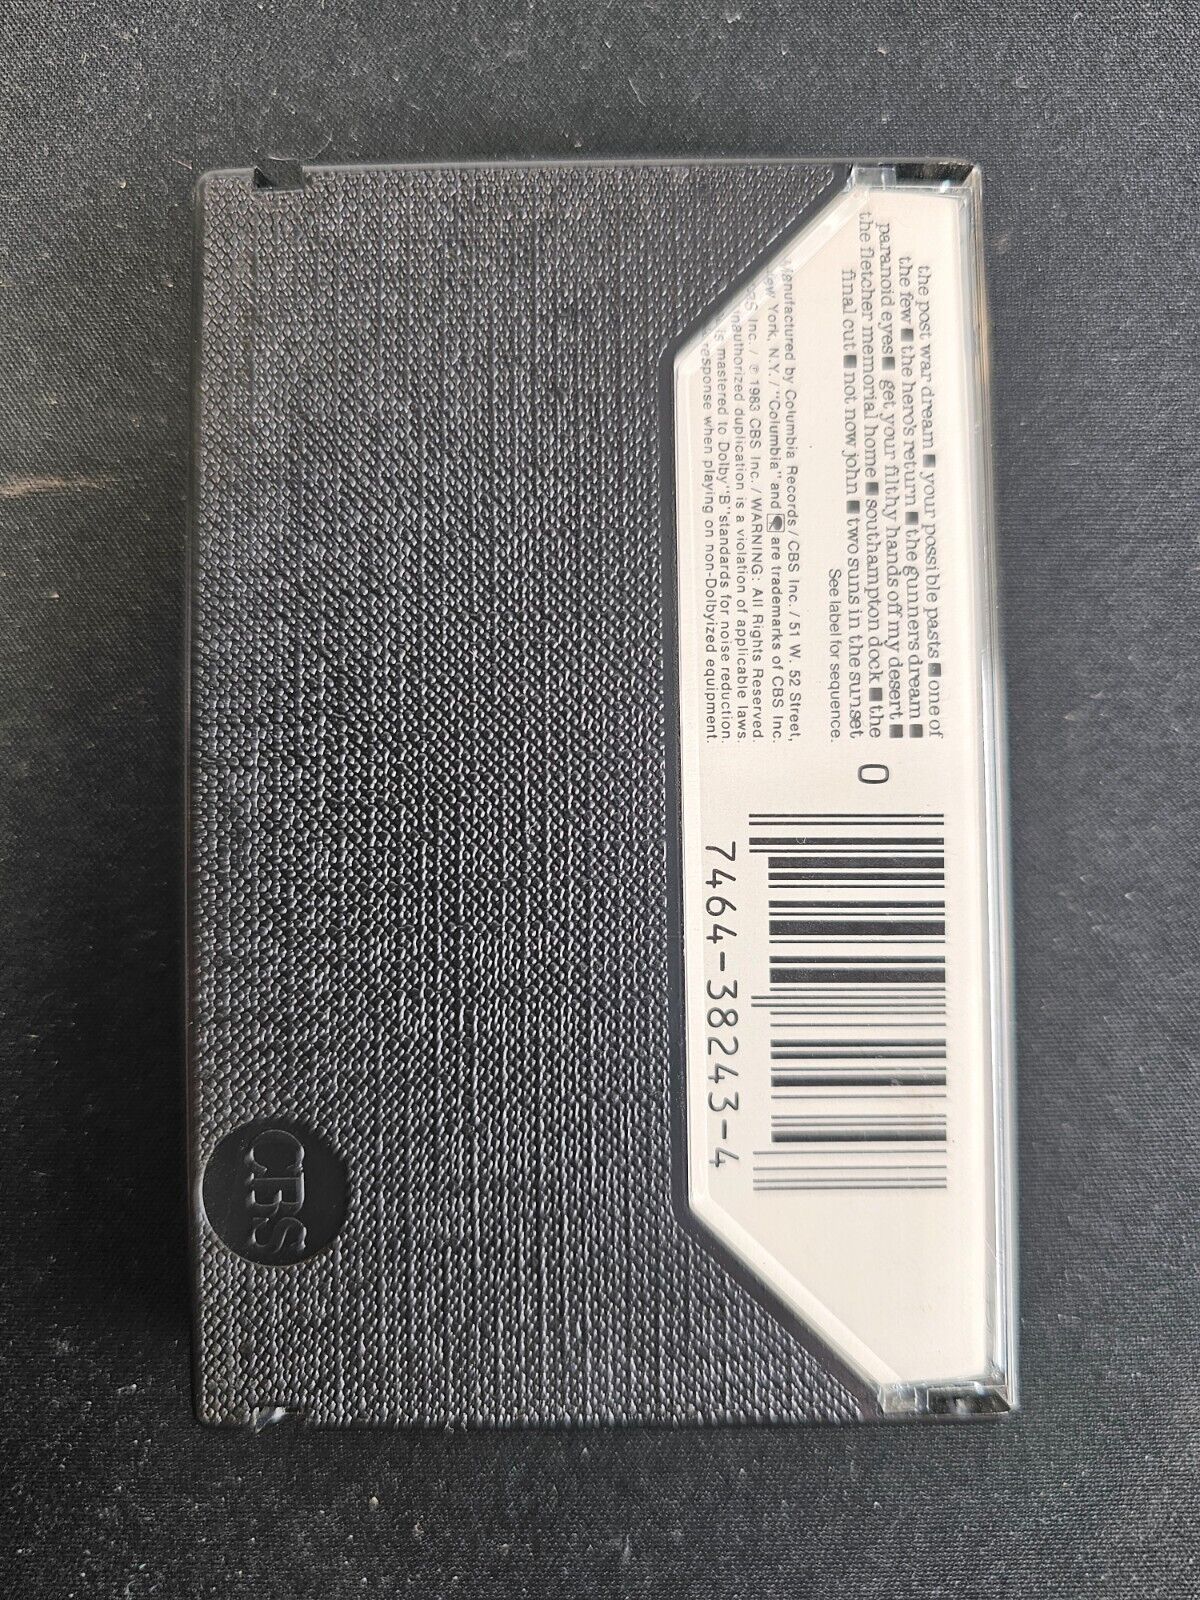 the post war dream ■ your possible pasts ■ one of
the few ■ the hero's return ■ the gunners dream ■
paranoid eyes ■ get your filthy hands off my desert ■
the fletcher memorial home ■ southampton dock ■ the
final cut ■ not now john ■ two suns in the sunset
See label for sequence.
Manufactured by Columbia Records / CBS Inc. / 51 W. 52 Street,
New York, N.Y. / "Columbia" and are trademarks of CBS Inc.
CBS Inc. / ℗ 1983 CBS Inc. / WARNING: All Rights Reserved.
Unauthorized duplication is a violation of applicable laws.
is mastered to Dolby "B" standards for noise reduction.
response when playing on non-Dolbyized equipment.
0
7464-38243-4
CBS